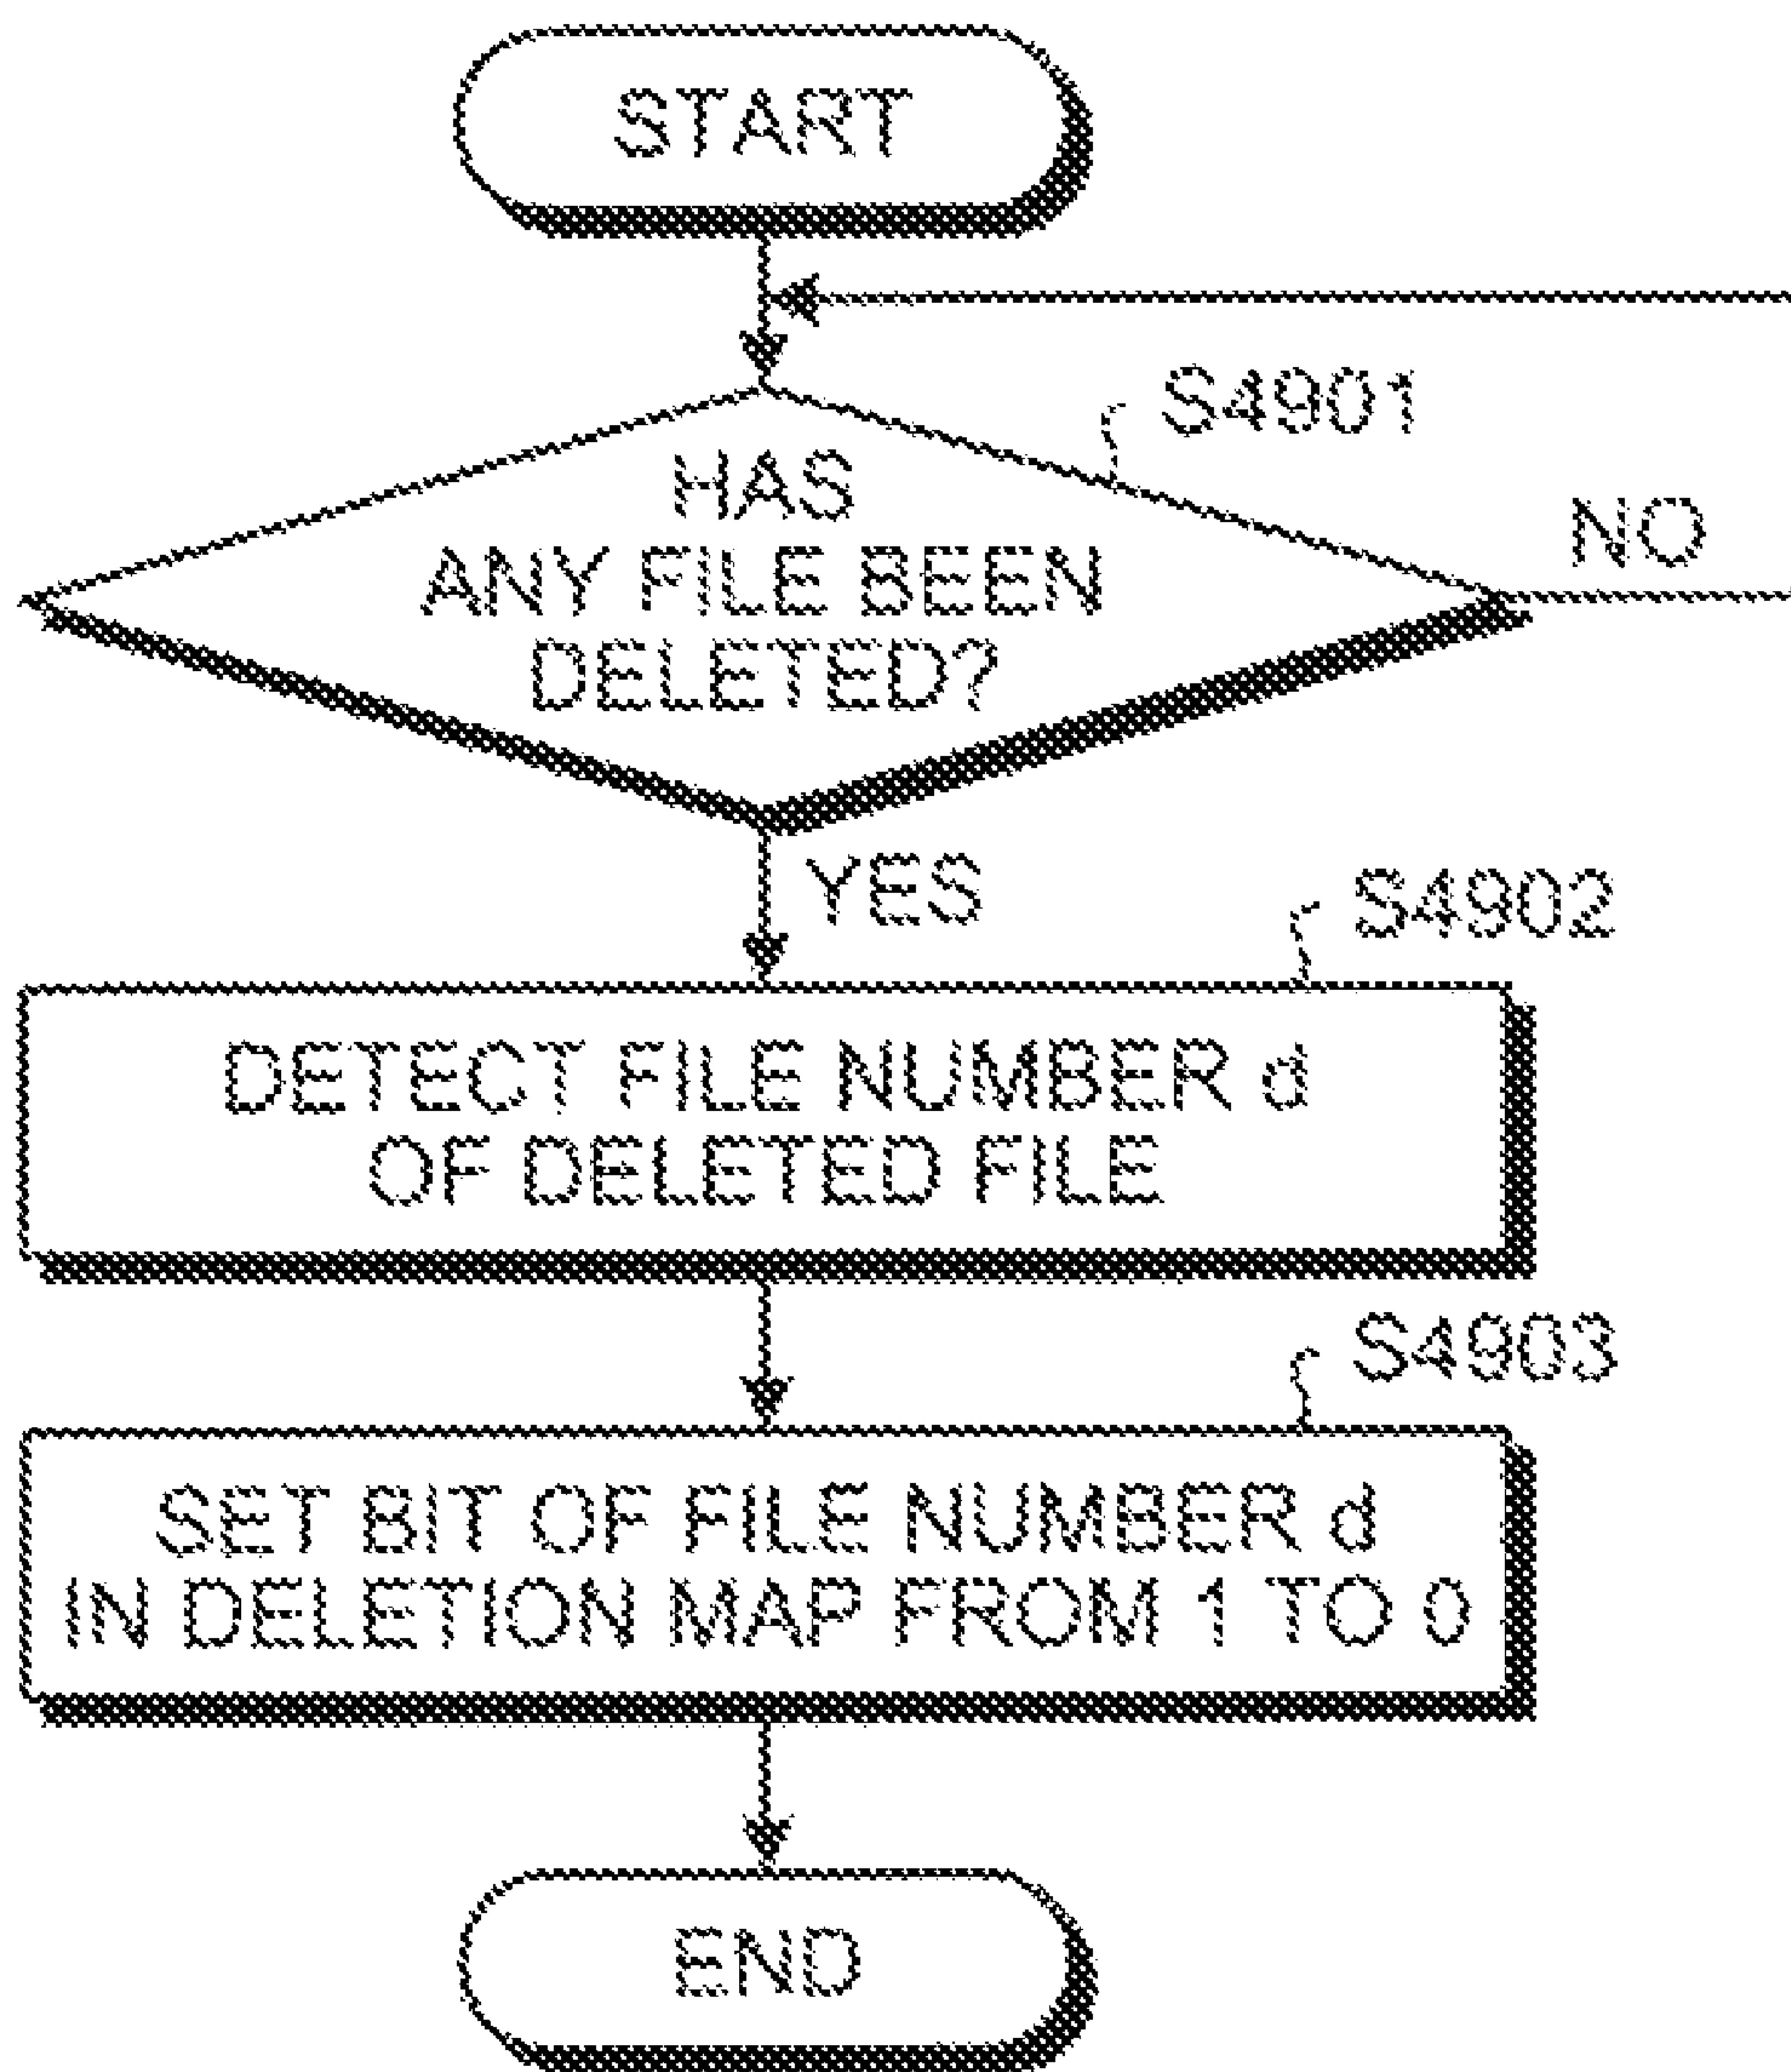 START
S4901
HAS
ANY FILE BEEN
DELETED?
NO
YES
S4902
DETECT FILE NUMBER d
OF DELETED FILE
S4903
SET BIT OF FILE NUMBER d
IN DELETION MAP FROM 1 TO 0
END